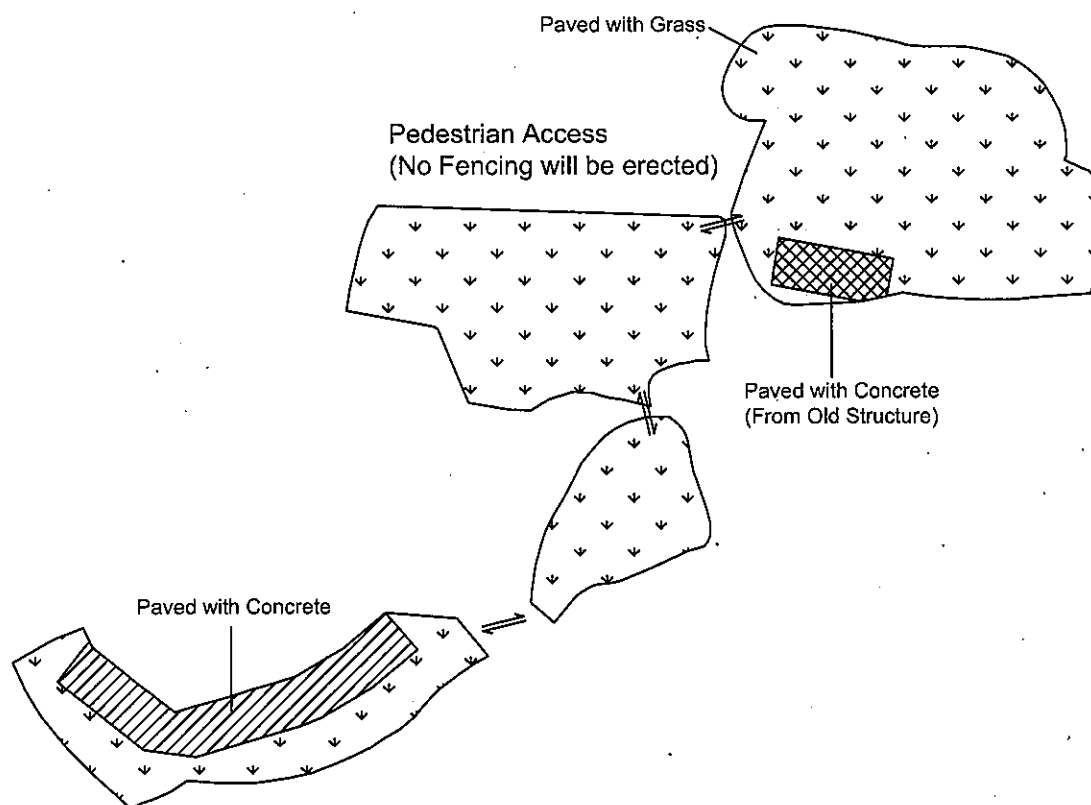 Paved with Grass
Pedestrian Access
(No Fencing will be erected)
Paved with Concrete
(From Old Structure)
Paved with Concrete